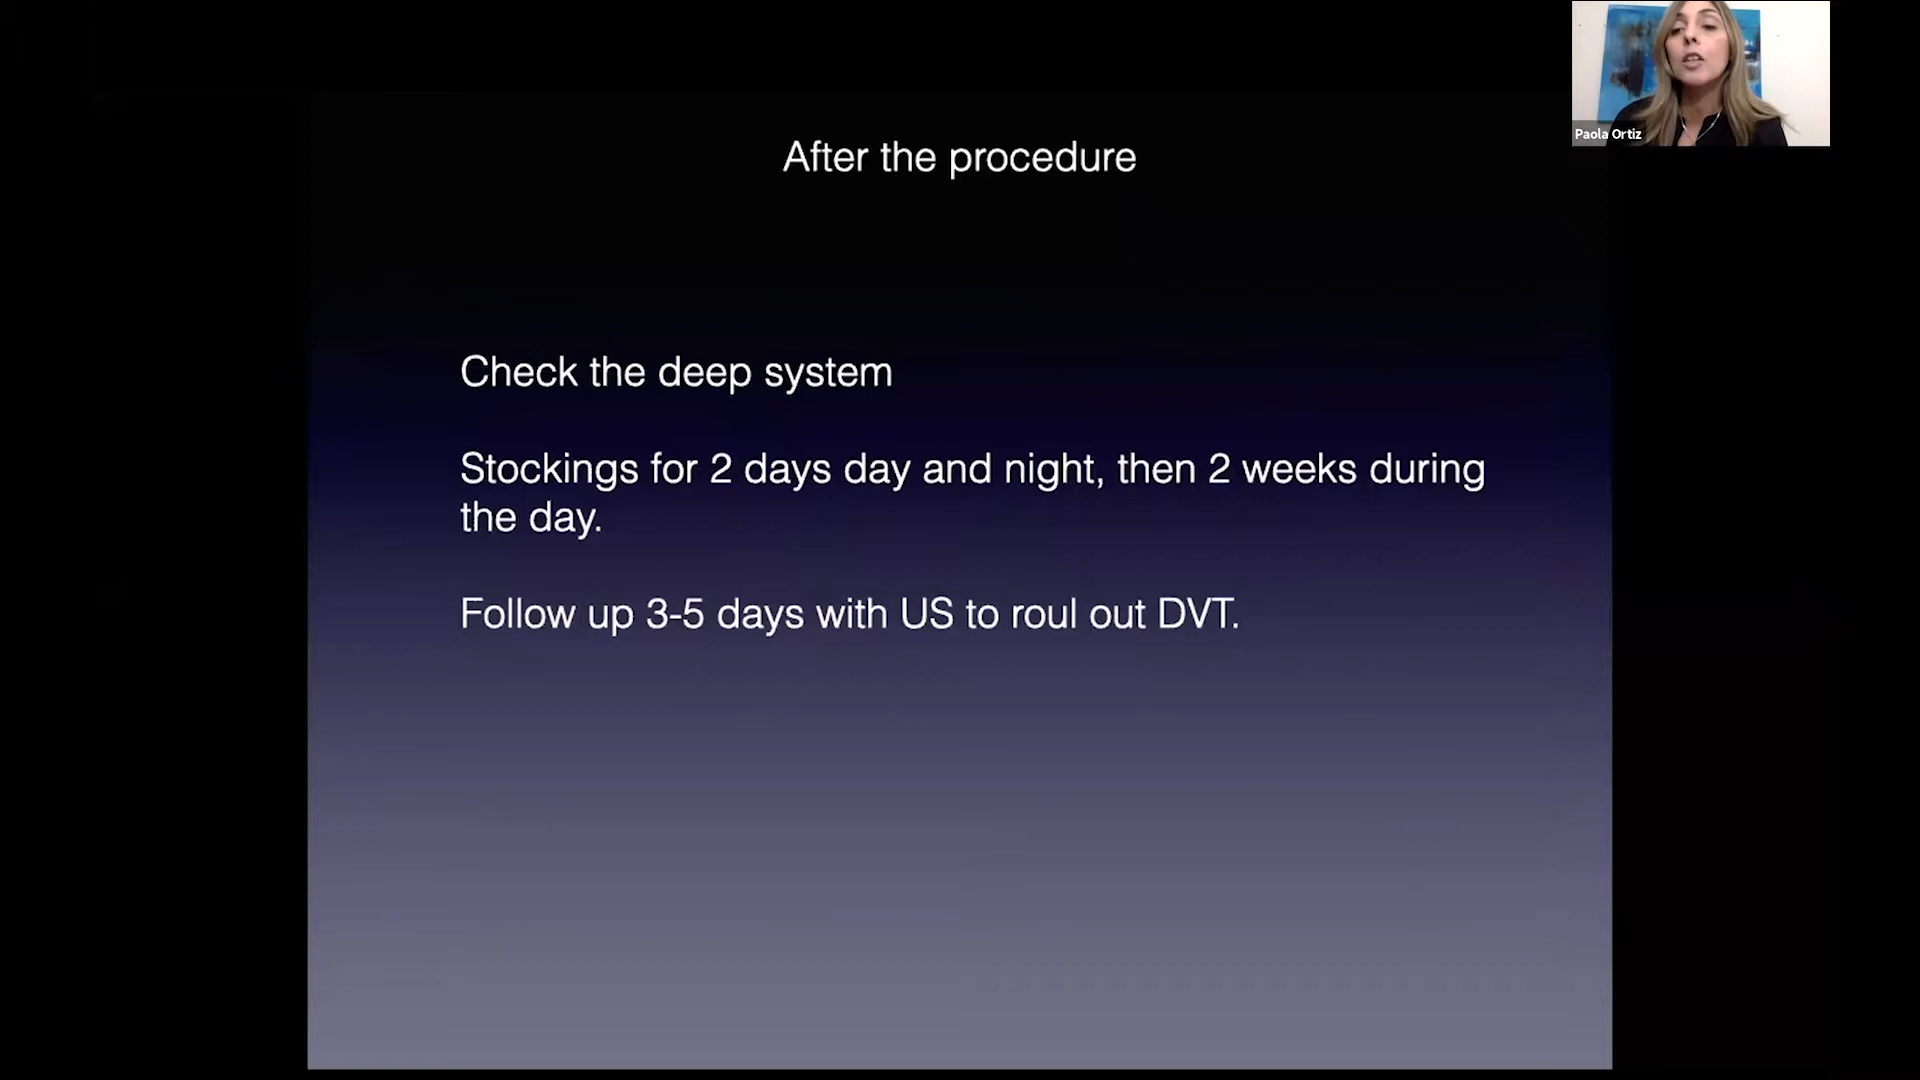 Paola Ortiz
After the procedure
Check the deep system
Stockings for 2 days day and night, then 2 weeks during
the day.
Follow up 3-5 days with US to roul out DVT.